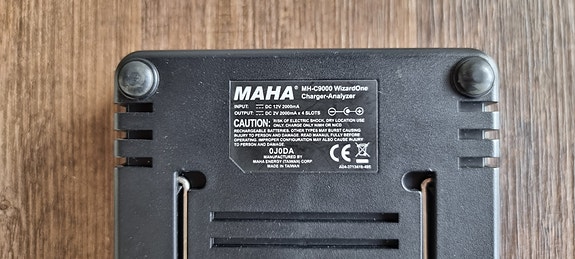 MAHA® MH-C9000 WizardOne
Charger-Analyzer
INPUT: DC 12V 2000mA
OUTPUT: DC 2V 2000mA x 4 SLOTS
CAUTION: RISK OF ELECTRIC SHOCK, DRY LOCATION USE
ONLY. CHARGE ONLY NIMH OR NICD
RECHARGEABLE BATTERIES. OTHER TYPES MAY BURST CAUSING
INJURY TO PERSON AND DAMAGE. READ MANUAL FULLY BEFORE
OPERATING. IMPROPER CONFIGURATION MAY ALSO CAUSE INJURY
TO PERSON AND DAMAGE.
0J0DA
MANUFACTURED BY
MAHA ENERGY (TAIWAN) CORP
MADE IN TAIWAN
CE